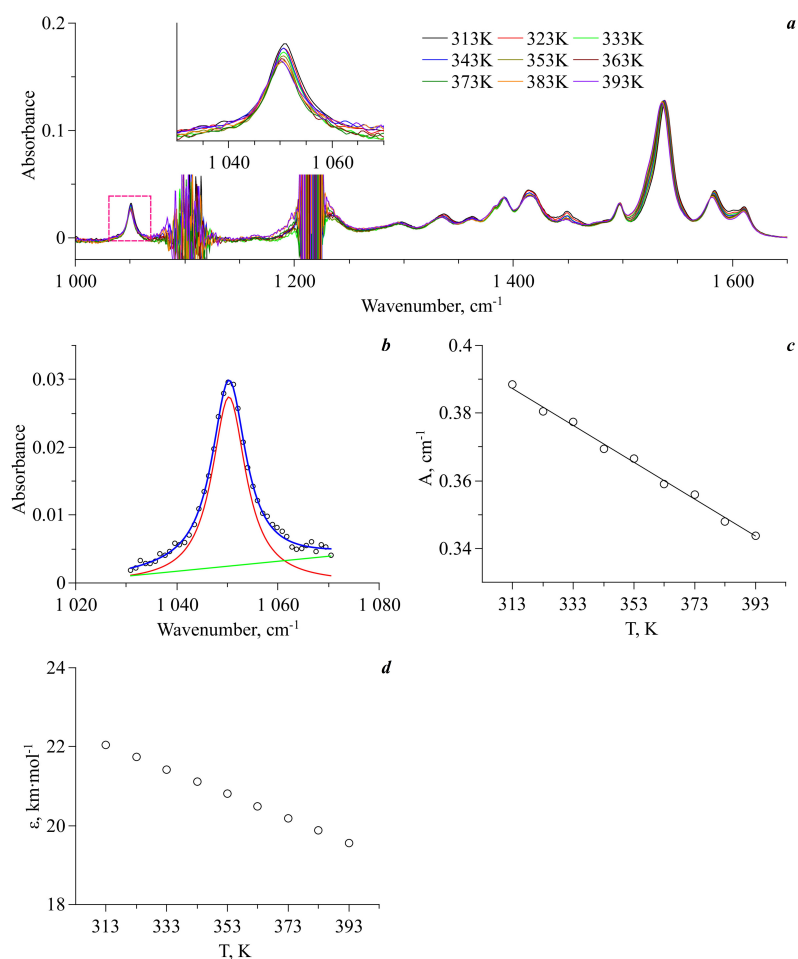 a
0.2
0.1
0
Absorbance
1 040
1 060
313K 323K 333K
343K 353K 363K
373K 383K 393K
1 000
1 200
1 400
1 600
Wavenumber, cm-1
b
0.03
0.02
0.01
0
Absorbance
1 020
1 040
1 060
1 080
Wavenumber, cm-1
c
0.4
0.38
0.36
0.34
A, cm-1
313
333
353
373
393
T, K
d
24
22
20
18
ε, km·mol-1
313
333
353
373
393
T, K